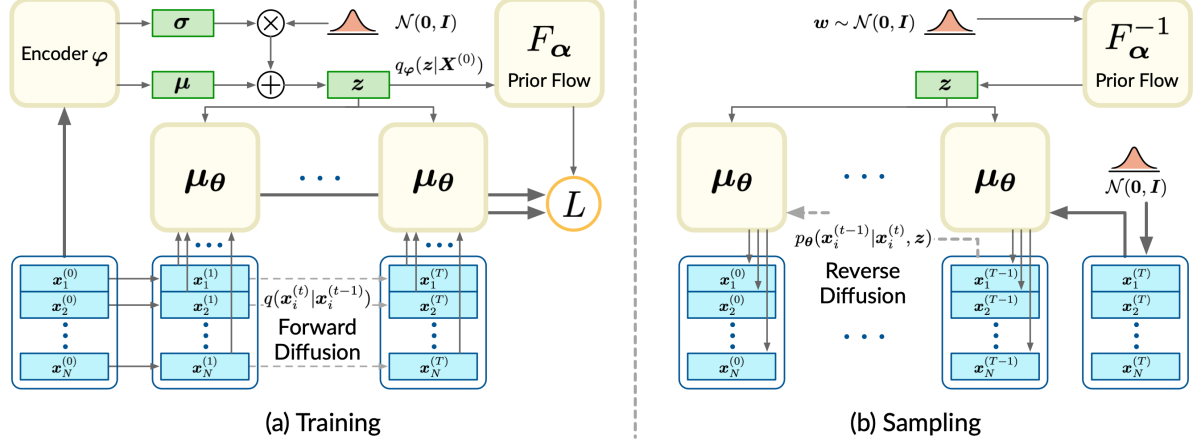 Encoder φ
σ
×
N(0, I)
μ
+
z
q_φ(z|X^(0))
F_α
Prior Flow
μ_θ
...
μ_θ
L
...
...
x_1^(0)
x_2^(0)
x_N^(0)
x_1^(1)
x_2^(1)
x_N^(1)
q(x_i^(t)|x_i^(t-1))
Forward
Diffusion
x_1^(T)
x_2^(T)
x_N^(T)
(a) Training
w ~ N(0, I)
F_α^-1
Prior Flow
z
μ_θ
...
μ_θ
N(0, I)
p_θ(x_i^(t-1)|x_i^(t), z)
Reverse
Diffusion
...
x_1^(0)
x_2^(0)
x_N^(0)
x_1^(T-1)
x_2^(T-1)
x_N^(T-1)
x_1^(T)
x_2^(T)
x_N^(T)
(b) Sampling